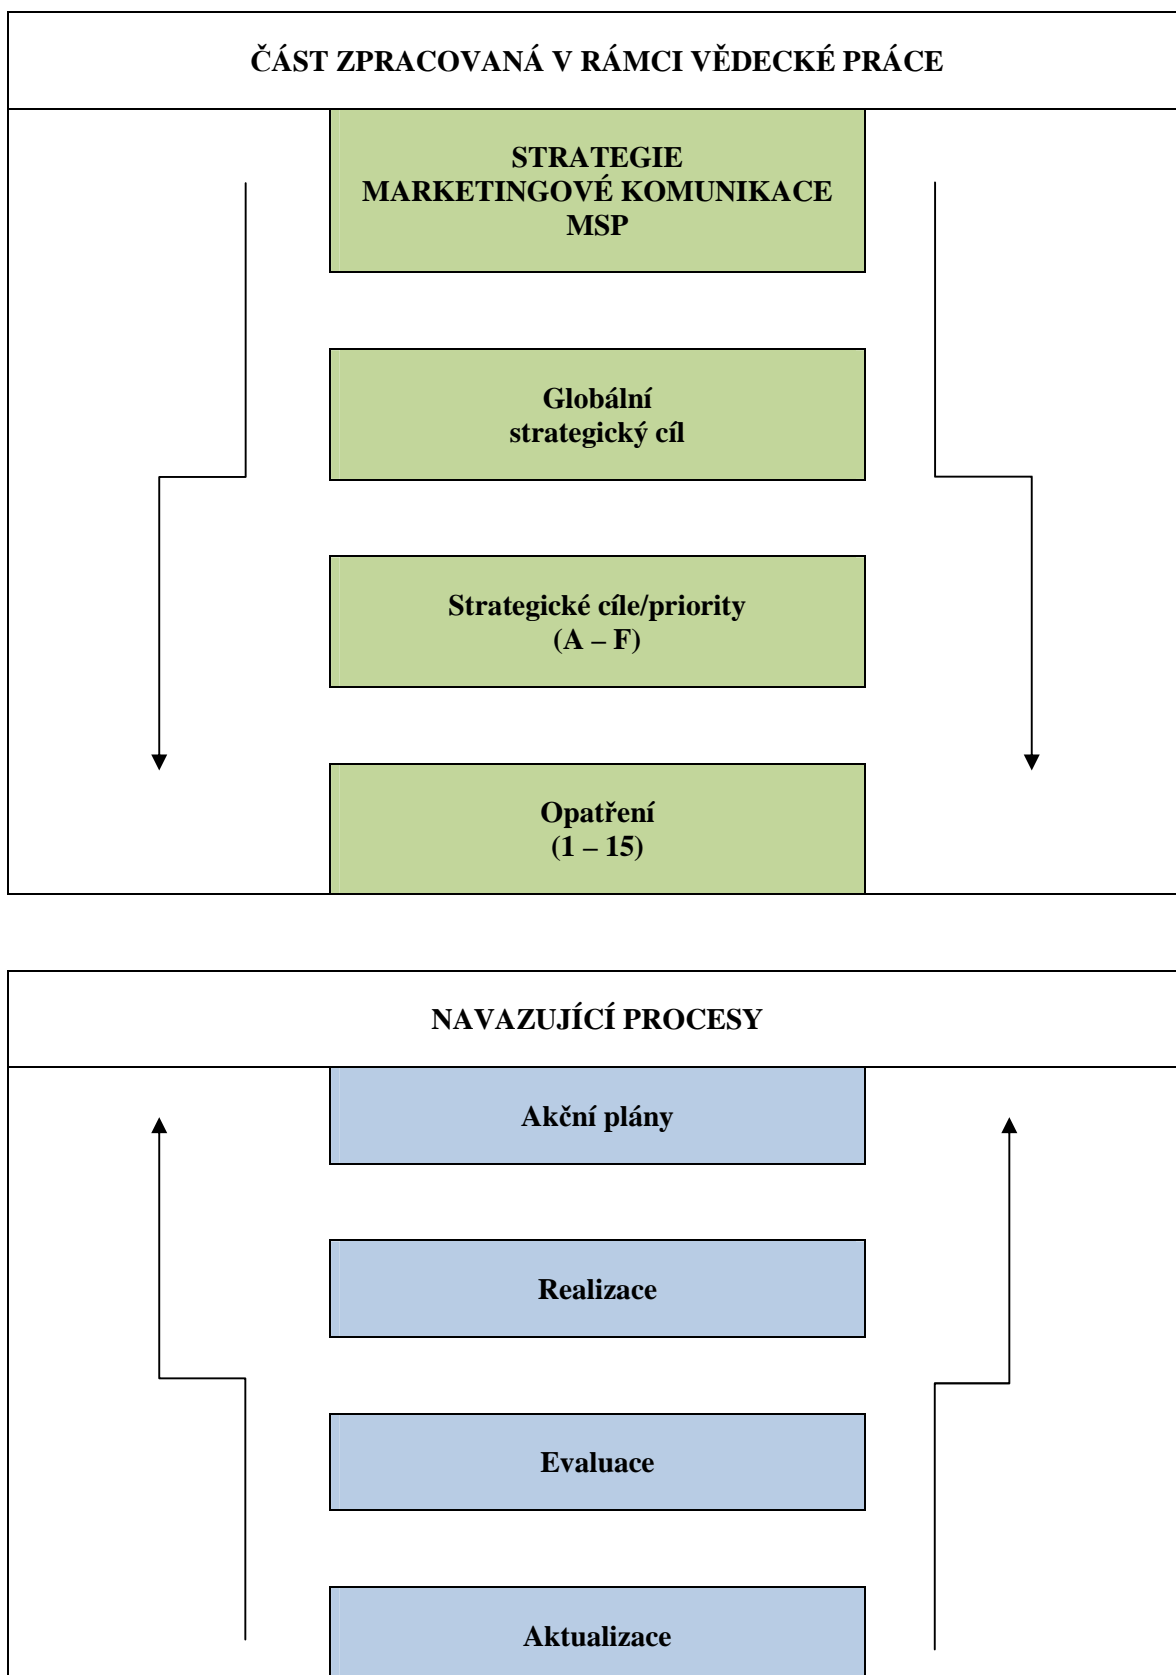 ČÁST ZPRACOVANÁ V RÁMCI VĚDECKÉ PRÁCE
STRATEGIE
MARKETINGOVÉ KOMUNIKACE
MSP
Globální
strategický cíl
Strategické cíle/priority
(A – F)
Opatření
(1 – 15)
NAVAZUJÍCÍ PROCESY
Akční plány
Realizace
Evaluace
Aktualizace